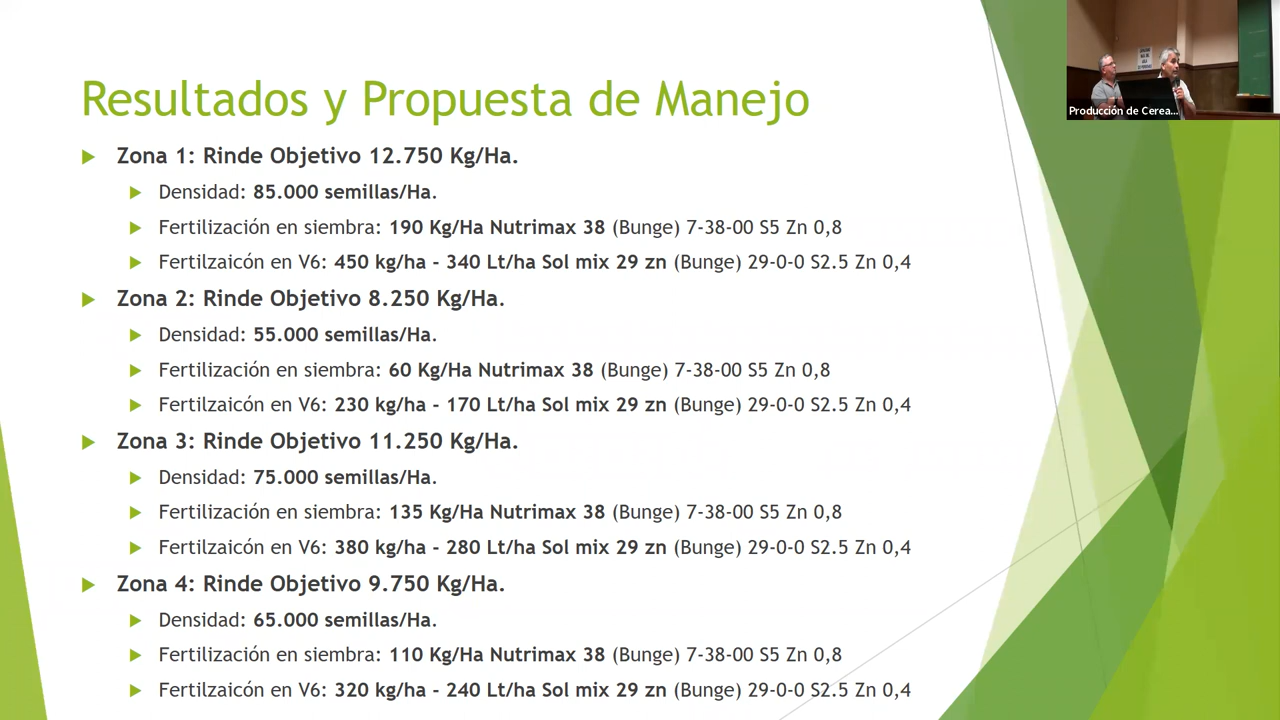 Resultados y Propuesta de Manejo
Producción de Cerea...
Zona 1: Rinde Objetivo 12.750 Kg/Ha.
Densidad: 85.000 semillas/Ha.
Fertilización en siembra: 190 Kg/Ha Nutrimax 38 (Bunge) 7-38-00 S5 Zn 0,8
Fertilzaicón en V6: 450 kg/ha - 340 Lt/ha Sol mix 29 zn (Bunge) 29-0-0 S2.5 Zn 0,4
Zona 2: Rinde Objetivo 8.250 Kg/Ha.
Densidad: 55.000 semillas/Ha.
Fertilización en siembra: 60 Kg/Ha Nutrimax 38 (Bunge) 7-38-00 S5 Zn 0,8
Fertilzaicón en V6: 230 kg/ha - 170 Lt/ha Sol mix 29 zn (Bunge) 29-0-0 S2.5 Zn 0,4
Zona 3: Rinde Objetivo 11.250 Kg/Ha.
Densidad: 75.000 semillas/Ha.
Fertilización en siembra: 135 Kg/Ha Nutrimax 38 (Bunge) 7-38-00 S5 Zn 0,8
Fertilzaicón en V6: 380 kg/ha - 280 Lt/ha Sol mix 29 zn (Bunge) 29-0-0 S2.5 Zn 0,4
Zona 4: Rinde Objetivo 9.750 Kg/Ha.
Densidad: 65.000 semillas/Ha.
Fertilización en siembra: 110 Kg/Ha Nutrimax 38 (Bunge) 7-38-00 S5 Zn 0,8
Fertilzaicón en V6: 320 kg/ha - 240 Lt/ha Sol mix 29 zn (Bunge) 29-0-0 S2.5 Zn 0,4